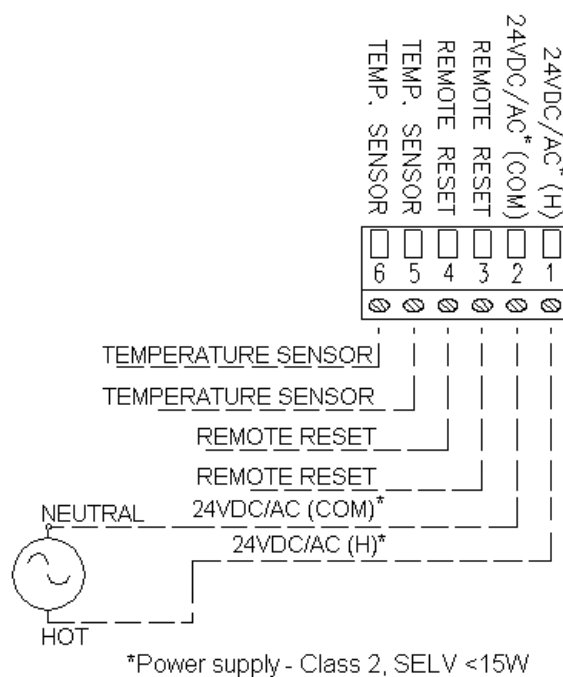 TEMP. SENSOR
TEMP. SENSOR
REMOTE RESET
REMOTE RESET
24VDC/AC* (COM)
24VDC/AC* (H)
6 5 4 3 2 1
TEMPERATURE SENSOR
TEMPERATURE SENSOR
REMOTE RESET
REMOTE RESET
NEUTRAL 24VDC/AC (COM)*
24VDC/AC (H)*
HOT
*Power supply - Class 2, SELV <15W